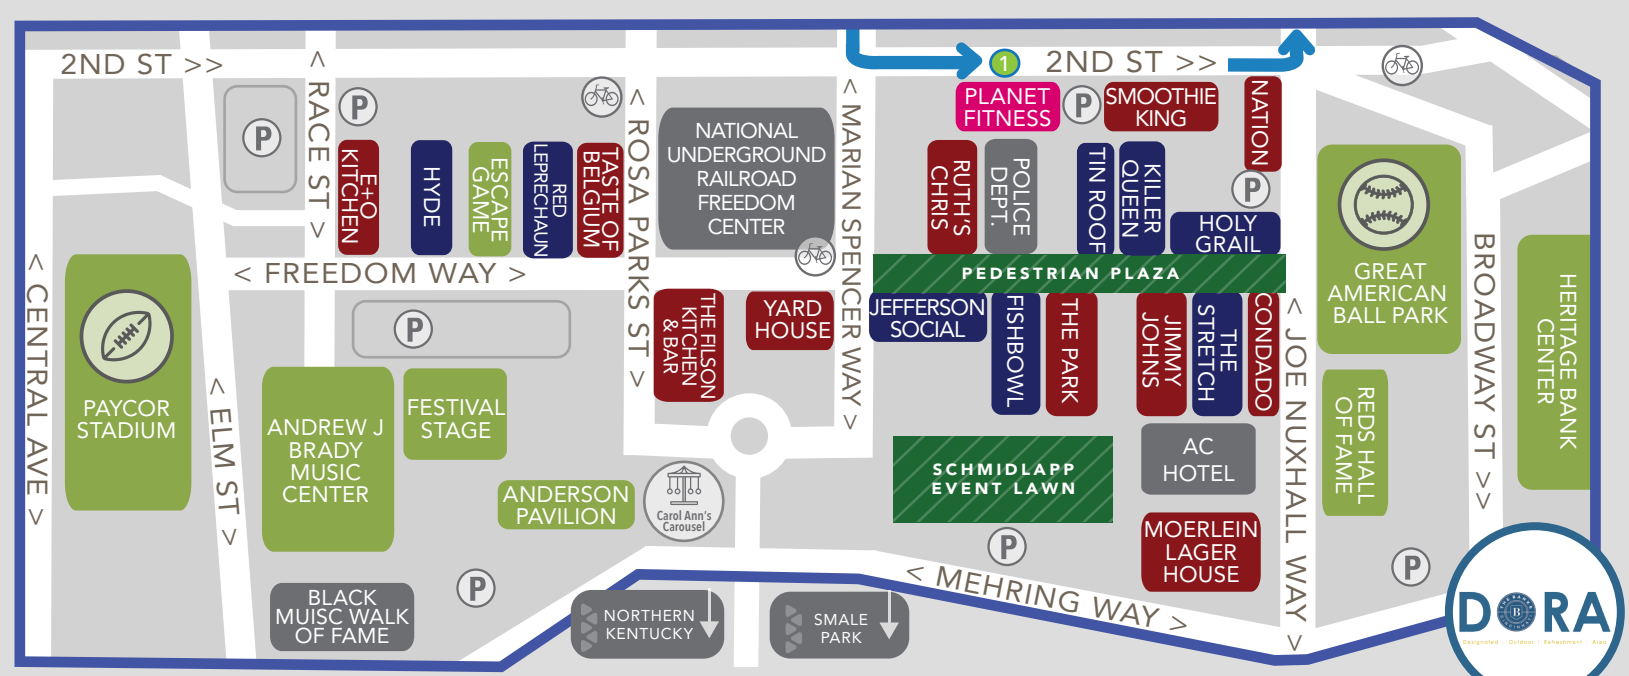 2ND ST >>
< RACE ST >
P
P
< ROSA PARKS ST >
NATIONAL
UNDERGROUND
RAILROAD
FREEDOM
CENTER
< MARIAN SPENCER WAY >
1
2ND ST >>
PLANET
FITNESS
P
SMOOTHIE
KING
NATION
P
E+O
KITCHEN
HYDE
ESCAPE
GAME
RED
LEPRECHAUN
TASTE OF
BELGIUM
RUTH'S
CHRIS
POLICE
DEPT.
TIN ROOF
KILLER
QUEEN
HOLY
GRAIL
GREAT
AMERICAN
BALL PARK
BROADWAY ST >>
HERITAGE BANK
CENTER
< FREEDOM WAY >
PEDESTRIAN PLAZA
< CENTRAL AVE >
PAYCOR
STADIUM
< ELM ST >
P
THE FILSON
KITCHEN
& BAR
YARD
HOUSE
JEFFERSON
SOCIAL
FISHBOWL
THE PARK
JIMMY
JOHNS
THE
STRETCH
CONDADO
< JOE NUXHALL WAY >
REDS HALL
OF FAME
ANDREW J
BRADY
MUSIC
CENTER
FESTIVAL
STAGE
ANDERSON
PAVILION
Carol Ann's
Carousel
SCHMIDLAPP
EVENT LAWN
AC
HOTEL
MOERLEIN
LAGER
HOUSE
P
P
P
< MEHRING WAY >
BLACK
MUISC WALK
OF FAME
NORTHERN
KENTUCKY
SMALE
PARK
DORA
Designated Outdoor Refreshment Area